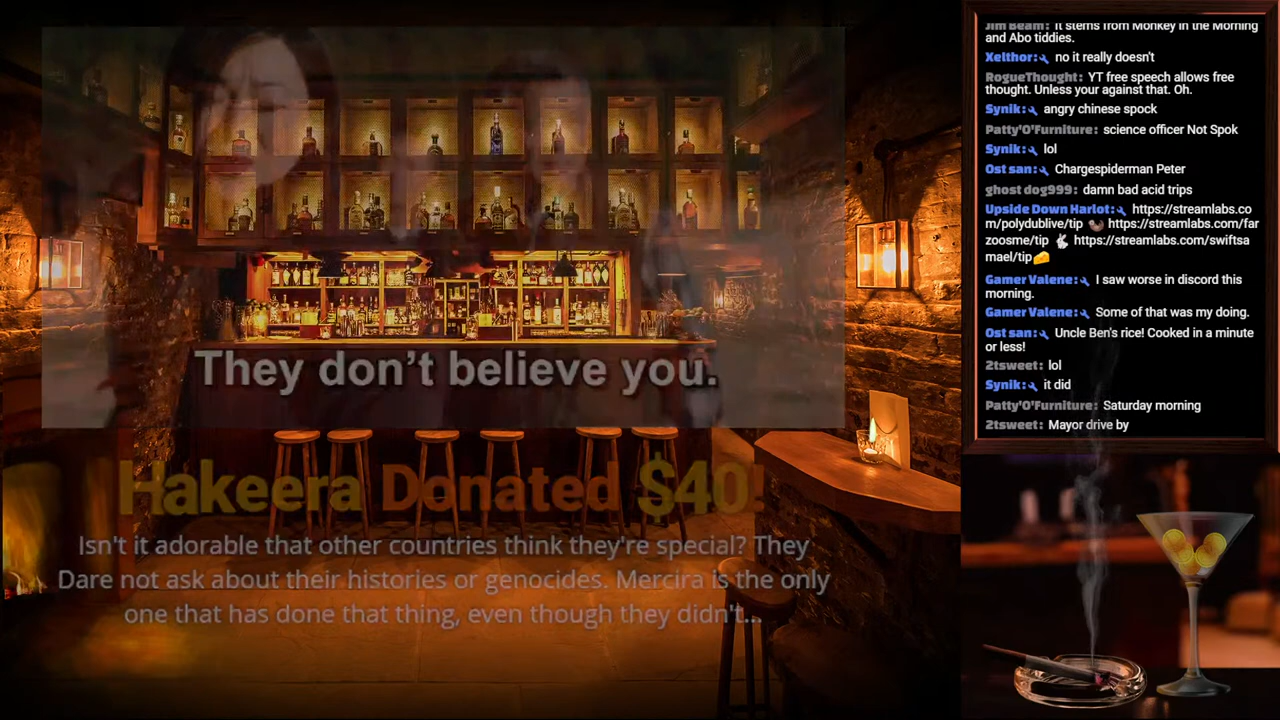 They don't believe you.
Hakeera Donated $40!
Isn't it adorable that other countries think they're special? They
Dare not ask about their histories or genocides. Mercira is the only
one that has done that thing, even though they didn't...
Jim Beam: It stems from Monkey in the Morning
and Abo tiddies.
Xelthor: no it really doesn't
RogueThought: YT free speech allows free
thought. Unless your against that. Oh.
Synik: angry chinese spock
Patty'O'Furniture: science officer Not Spok
Synik: lol
Ost san: Chargespiderman Peter
ghost dog999: damn bad acid trips
Upside Down Harlot: https://streamlabs.co
m/polydublive/tip https://streamlabs.com/far
zoosme/tip https://streamlabs.com/swiftsa
mael/tip
Gamer Valene: I saw worse in discord this
morning.
Gamer Valene: Some of that was my doing.
Ost san: Uncle Ben's rice! Cooked in a minute
or less!
2tsweet: lol
Synik: it did
Patty'O'Furniture: Saturday morning
2tsweet: Mayor drive by